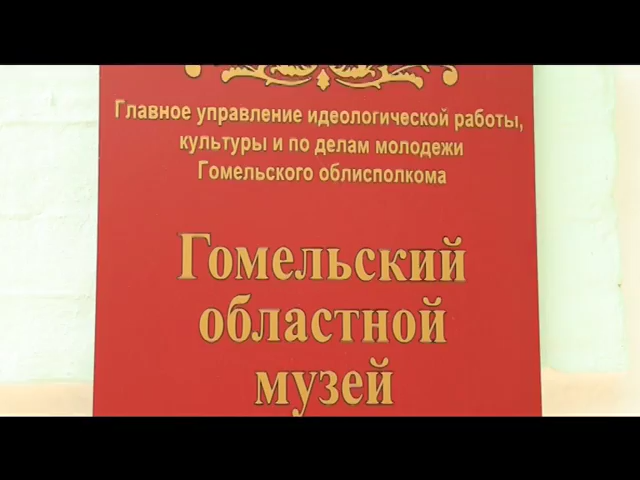 Главное управление идеологической работы,
культуры и по делам молодежи
Гомельского облисполкома
Гомельский
областной
музей